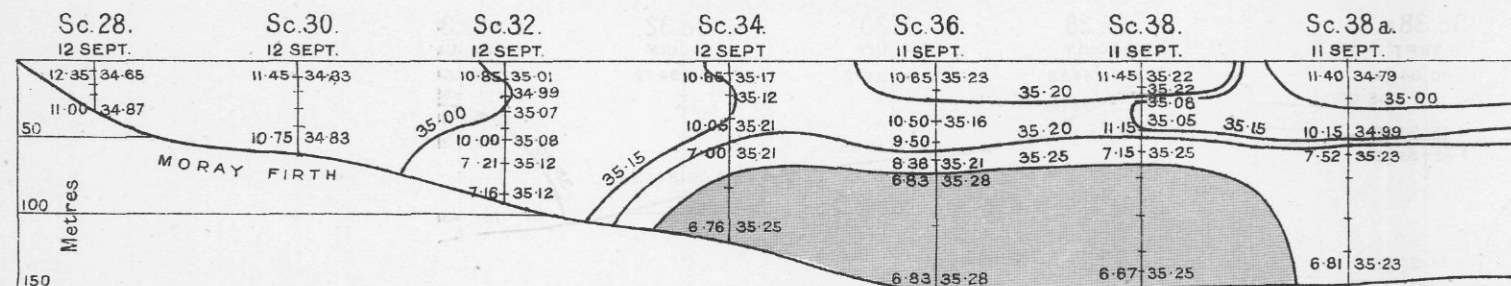 Sc. 28. Sc. 30. Sc. 32. Sc. 34. Sc. 36. Sc. 38. Sc. 38 a.
12 SEPT. 12 SEPT. 12 SEPT. 12 SEPT. 11 SEPT. 11 SEPT. 11 SEPT.
12·35 34·65 11·45 34·83 10·85 35·01 10·85 35·17 10·65 35·23 11·45 35·22 11·40 34·79
34·99 35·12 35·20 35·22 35·00
11·00 34·87 35·00 35·07 35·08
10·05 35·21 10·50 35·16 35·05
50 10·75 34·83 10·00 35·08 9·50 35·20 11·15 35·15 10·15 34·99
7·21 35·12 35·15 7·00 35·21 8·38 35·21 35·25 7·15 35·25 7·52 35·23
MORAY FIRTH
6·83 35·28
7·16 35·12
100
Metres
6·76 35·25
6·81 35·23
150 6·83 35·28 6·67 35·25